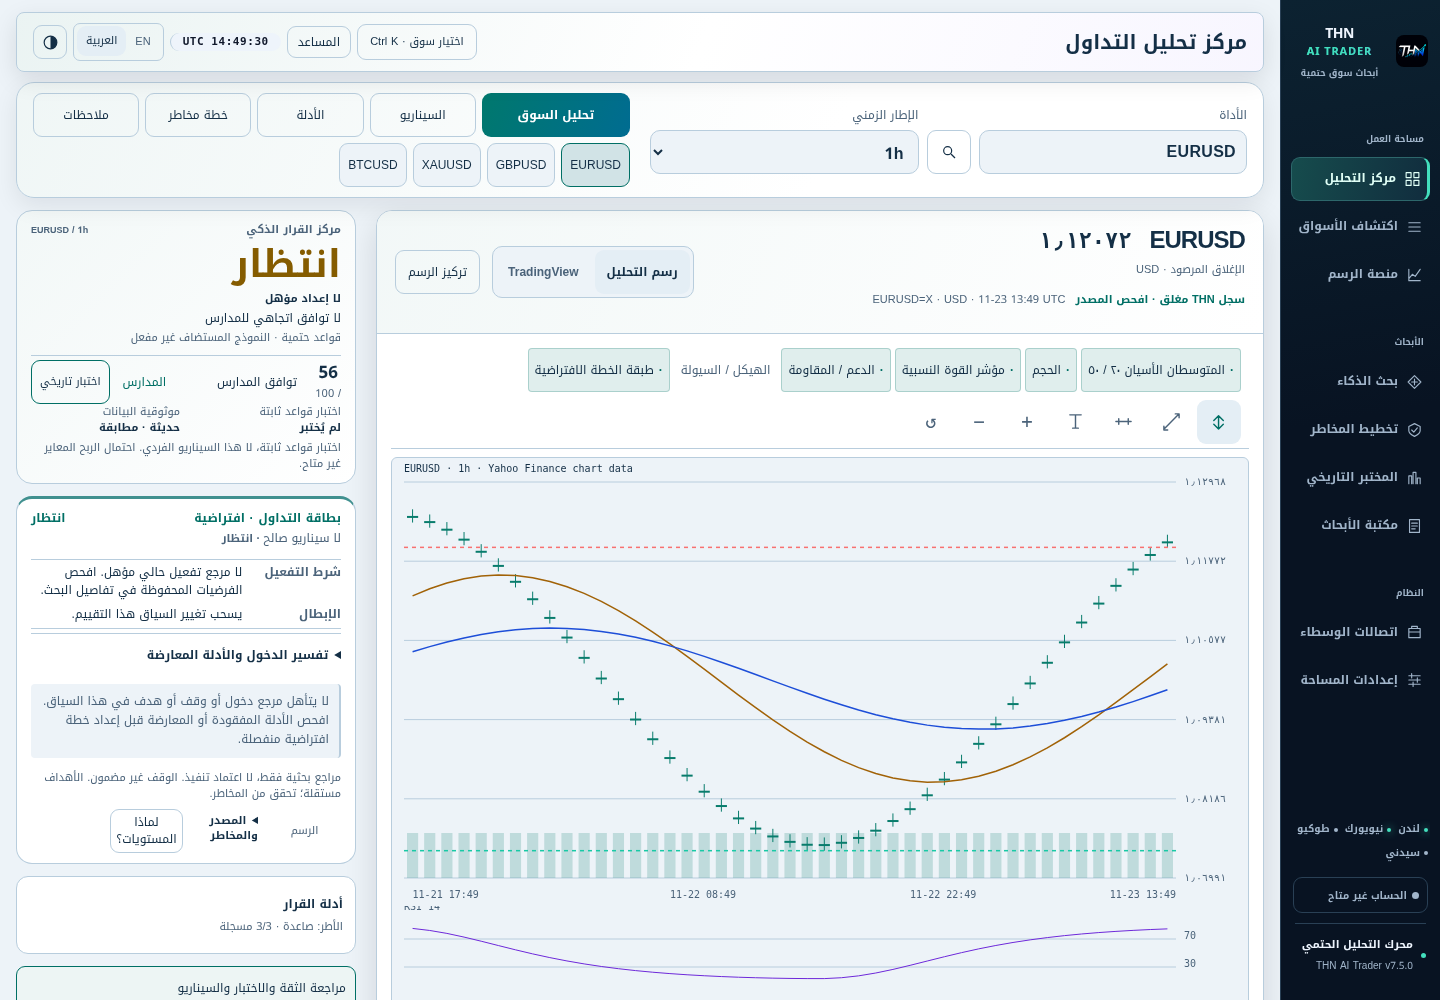 THN
AI TRADER
أبحاث سوق حتمية
مساحة العمل
مركز التحليل
اكتشاف الأسواق
منصة الرسم
الأبحاث
بحث الذكاء
تخطيط المخاطر
المختبر التاريخي
مكتبة الأبحاث
النظام
اتصالات الوسطاء
إعدادات المساحة
لندن نيويورك طوكيو
سيدني
الحساب غير متاح
محرك التحليل الحتمي
THN AI Trader v7.5.0
مركز تحليل التداول
اختيار سوق · Ctrl K
المساعد
UTC 14:49:30
EN
العربية
الأداة
EURUSD
الإطار الزمني
1h
تحليل السوق
السيناريو
الأدلة
خطة مخاطر
ملاحظات
EURUSD
GBPUSD
XAUUSD
BTCUSD
EURUSD ١٫١٢٠٧٢
الإغلاق المرصود · USD
سجل THN مغلق · افحص المصدر EURUSD=X · USD · 11-23 13:49 UTC
رسم التحليل
TradingView
تركيز الرسم
· المتوسطان الأسيان ٢٠ / ٥٠
· الحجم
· مؤشر القوة النسبية
· الدعم / المقاومة
الهيكل / السيولة
· طبقة الخطة الافتراضية
EURUSD · 1h · Yahoo Finance chart data
١٫١٢٩٦٨
١٫١١٧٧٢
١٫١٠٥٧٧
١٫٠٩٣٨١
١٫٠٨١٨٦
١٫٠٦٩٩١
11-21 17:49
11-22 08:49
11-22 22:49
11-23 13:49
RSI 14
70
30
مركز القرار الذكي
EURUSD / 1h
انتظار
لا إعداد مؤهل
لا توافق اتجاهي للمدارس
قواعد حتمية · النموذج المستضاف غير مفعل
56
/ 100
توافق المدارس
المدارس
اختبار تاريخي
اختبار قواعد ثابتة
لم يُختبر
موثوقية البيانات
حديثة · مطابقة
اختبار قواعد ثابتة، لا هذا السيناريو الفردي. احتمال الربح المعاير
غير متاح.
بطاقة التداول · افتراضية
انتظار
لا سيناريو صالح · انتظار
شرط التفعيل
لا مرجع تفعيل حالي مؤهل. افحص
الفرضيات المحفوظة في تفاصيل البحث.
الإبطال
يسحب تغيير السياق هذا التقييم.
تفسير الدخول والأدلة المعارضة
لا يتأهل مرجع دخول أو وقف أو هدف في هذا السياق.
افحص الأدلة المفقودة أو المعارضة قبل إعداد خطة
افتراضية منفصلة.
مراجع بحثية فقط، لا اعتماد تنفيذ. الوقف غير مضمون. الأهداف
مستقلة؛ تحقق من المخاطر.
الرسم
المصدر
والمخاطر
لماذا
المستويات؟
أدلة القرار
الأطر: صاعدة · 3/3 مسجلة
مراجعة الثقة والاختبار والسيناريو